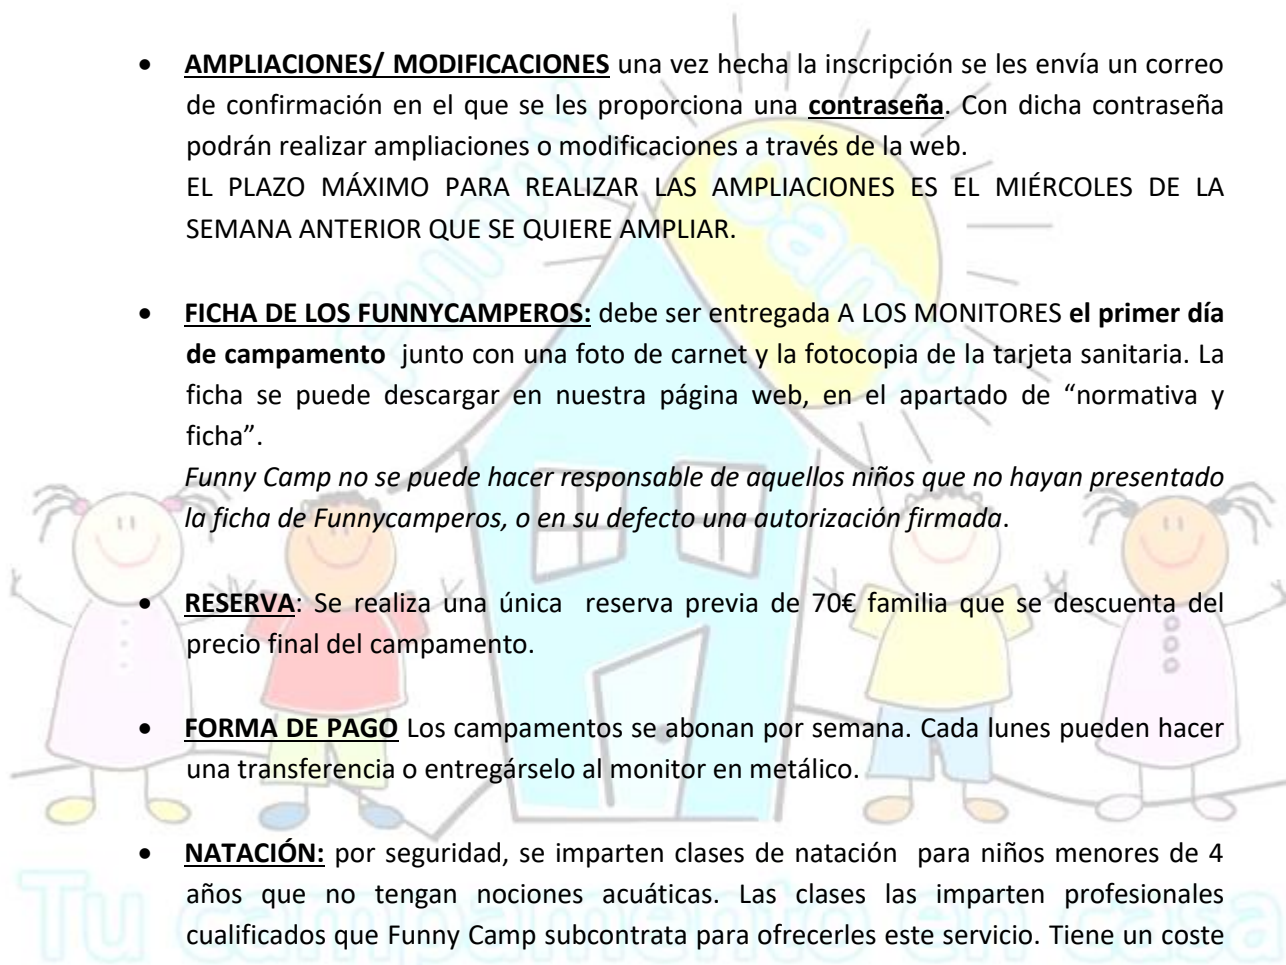 • AMPLIACIONES/ MODIFICACIONES una vez hecha la inscripción se les envía un correo
de confirmación en el que se les proporciona una contraseña. Con dicha contraseña
podrán realizar ampliaciones o modificaciones a través de la web.
EL PLAZO MÁXIMO PARA REALIZAR LAS AMPLIACIONES ES EL MIÉRCOLES DE LA
SEMANA ANTERIOR QUE SE QUIERE AMPLIAR.
• FICHA DE LOS FUNNYCAMPEROS: debe ser entregada A LOS MONITORES el primer día
de campamento junto con una foto de carnet y la fotocopia de la tarjeta sanitaria. La
ficha se puede descargar en nuestra página web, en el apartado de “normativa y
ficha”.
Funny Camp no se puede hacer responsable de aquellos niños que no hayan presentado
la ficha de Funnycamperos, o en su defecto una autorización firmada.
• RESERVA: Se realiza una única reserva previa de 70€ familia que se descuenta del
precio final del campamento.
• FORMA DE PAGO Los campamentos se abonan por semana. Cada lunes pueden hacer
una transferencia o entregárselo al monitor en metálico.
• NATACIÓN: por seguridad, se imparten clases de natación para niños menores de 4
años que no tengan nociones acuáticas. Las clases las imparten profesionales
cualificados que Funny Camp subcontrata para ofrecerles este servicio. Tiene un coste
Funny Camp
Tu campamento en casa